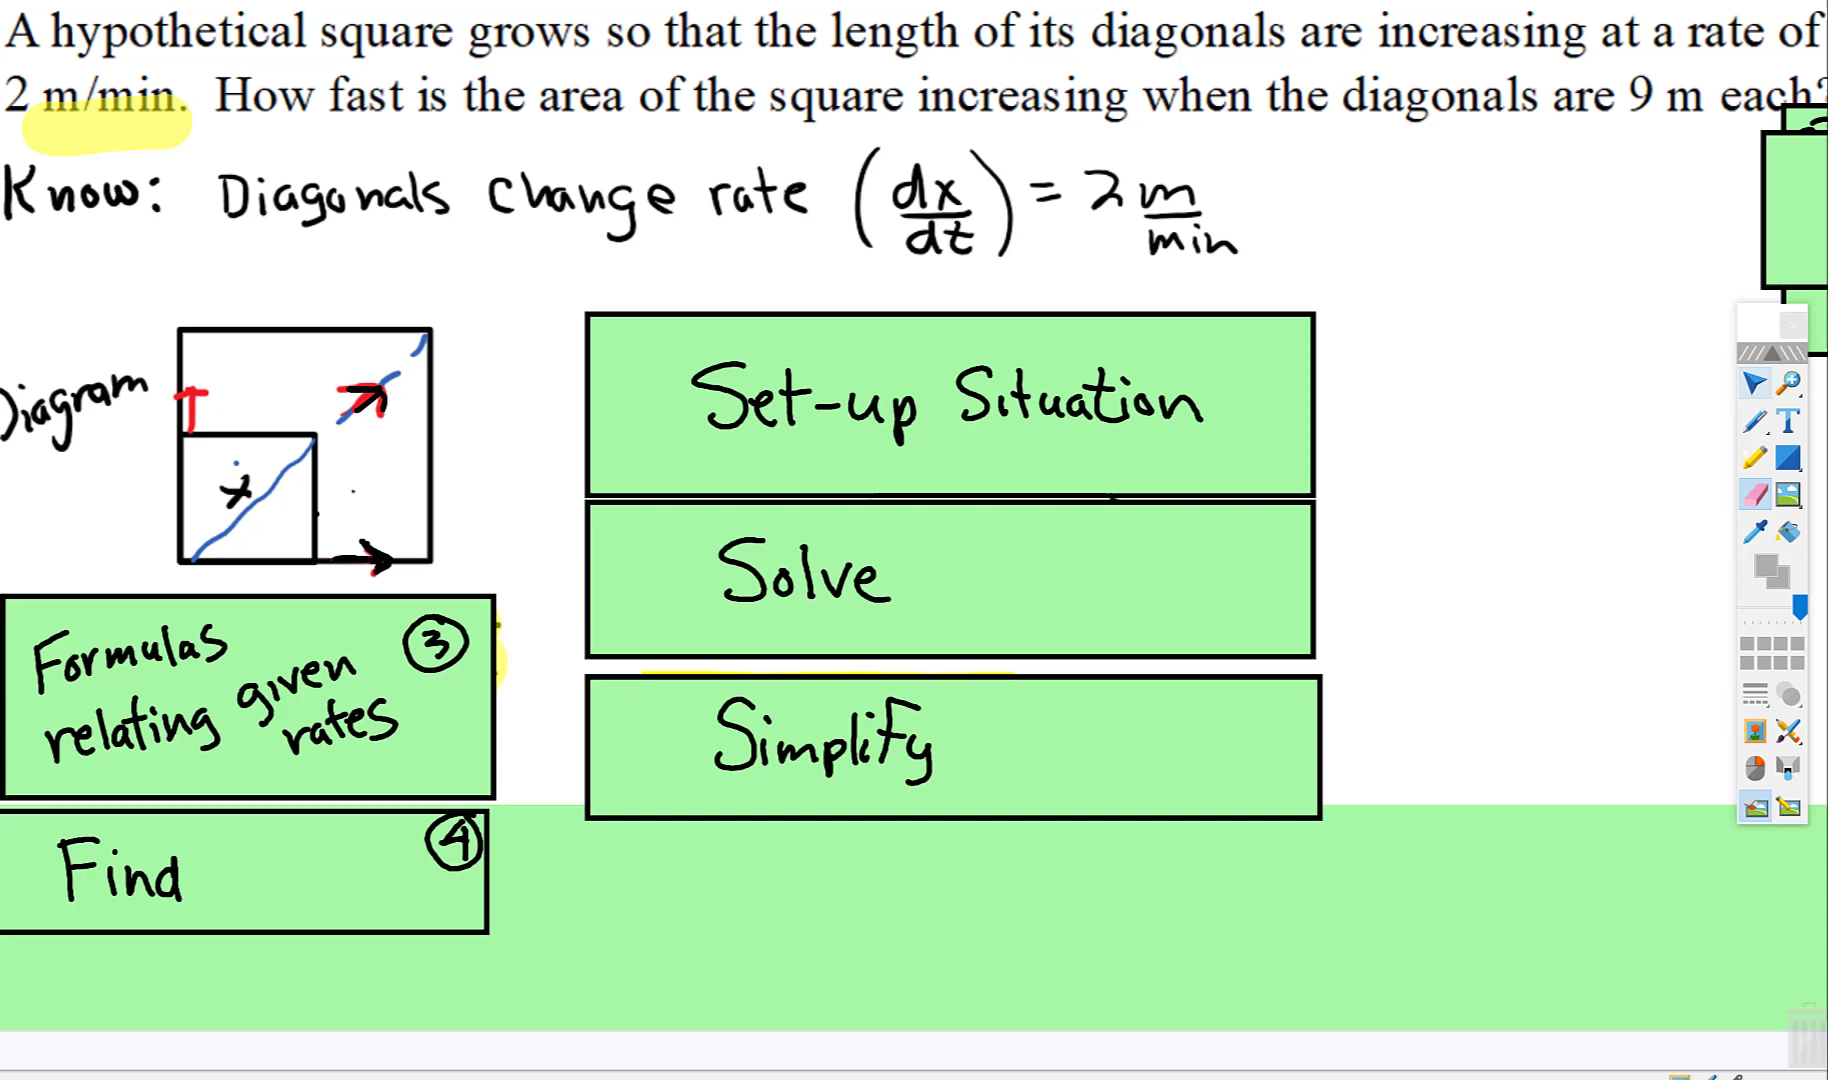 A hypothetical square grows so that the length of its diagonals are increasing at a rate of
2 m/min. How fast is the area of the square increasing when the diagonals are 9 m each?
Know: Diagonals change rate (dx/dt) = 2 m/min
Diagram
x
Set-up Situation
Solve
Formulas ③
relating given
rates
Simplify
Find ④
T